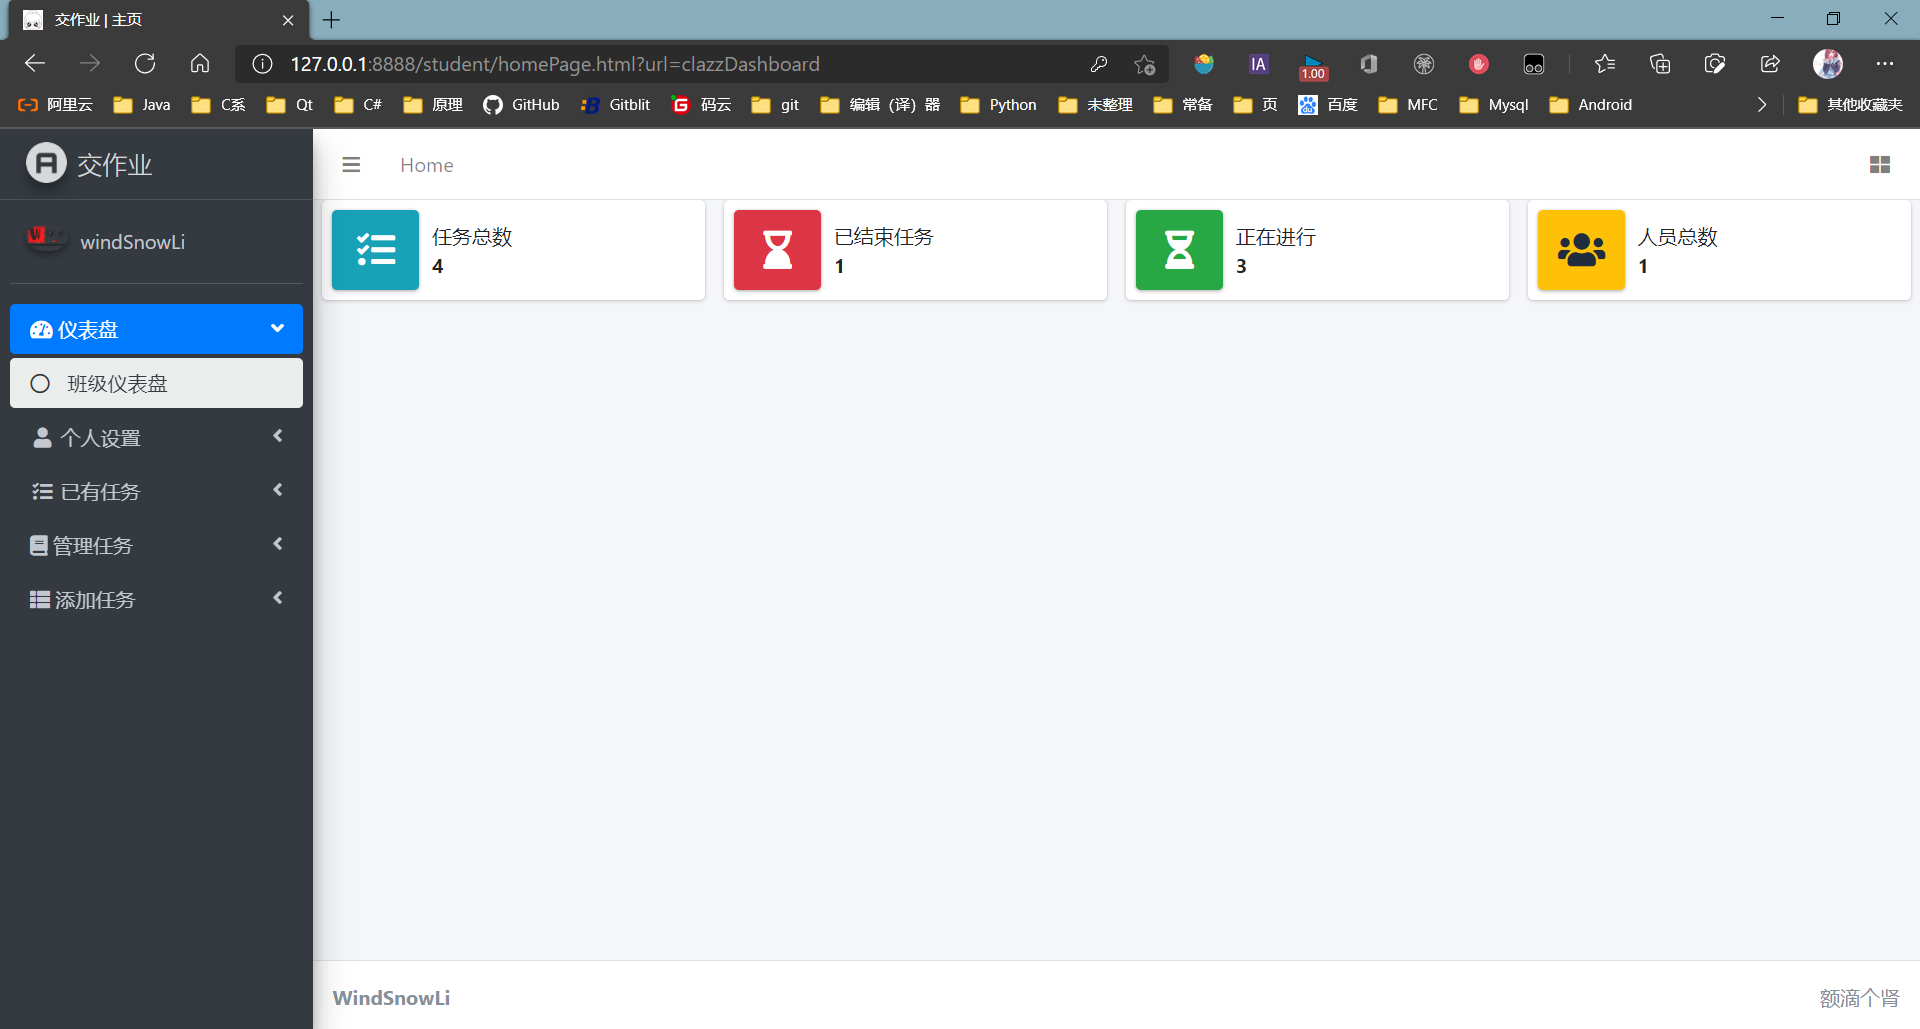 交作业 | 主页
127.0.0.1:8888/student/homePage.html?url=clazzDashboard
IA
1.00
阿里云 Java C系 Qt C# 原理 GitHub Gitblit 码云 git 编辑（译）器 Python 未整理 常备 页 百度 MFC Mysql Android 其他收藏夹
交作业
Home
windSnowLi
任务总数
4
已结束任务
1
正在进行
3
人员总数
1
仪表盘
班级仪表盘
个人设置
已有任务
管理任务
添加任务
WindSnowLi
额滴个肾